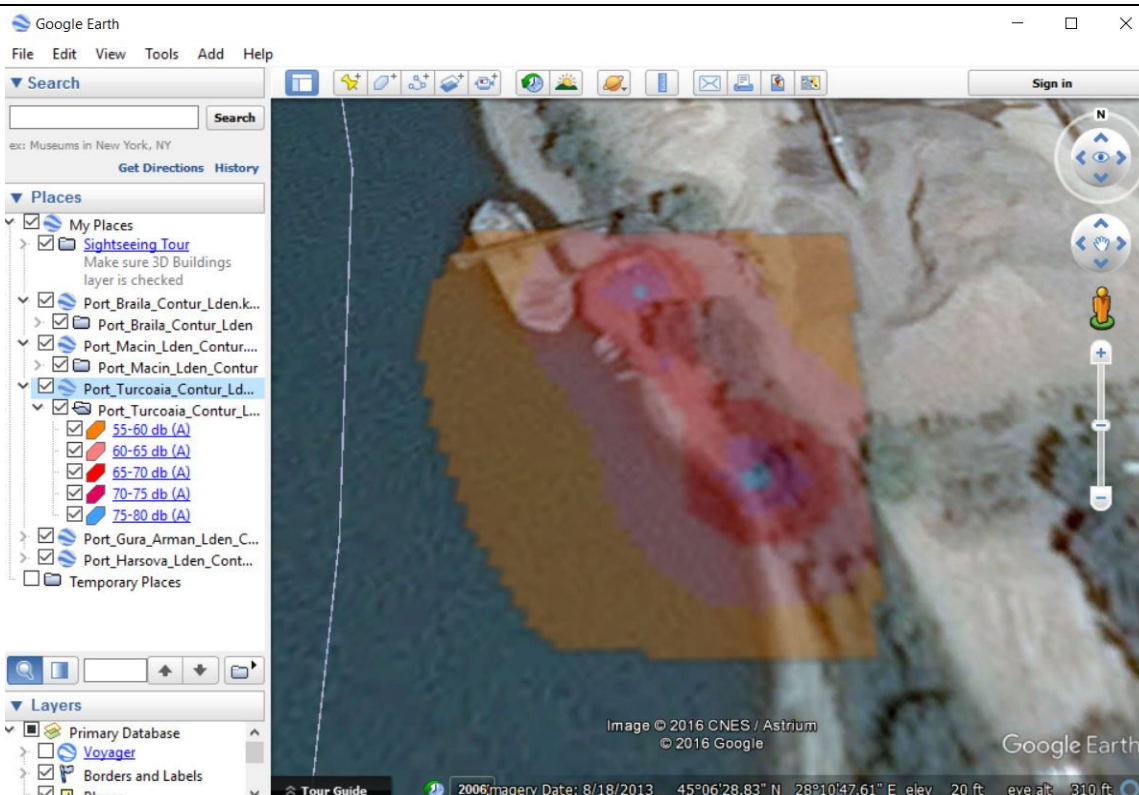 Google Earth
File Edit View Tools Add Help
Search
Sign in
N
Search
ex: Museums in New York, NY
Get Directions History
Places
My Places
Sightseeing Tour
Make sure 3D Buildings
layer is checked
Port_Braila_Contur_Lden.k...
Port_Braila_Contur_Lden
Port_Macin_Lden_Contur....
Port_Macin_Lden_Contur
Port_Turcoaia_Contur_Ld...
Port_Turcoaia_Contur_L...
55-60 db (A)
60-65 db (A)
65-70 db (A)
70-75 db (A)
75-80 db (A)
Port_Gura_Arman_Lden_C...
Port_Harsova_Lden_Cont...
Temporary Places
Layers
Primary Database
Voyager
Borders and Labels
Image © 2016 CNES / Astrium
© 2016 Google
Google Earth
Tour Guide
2006 Imagery Date: 8/18/2013 45°06'28.83" N 28°10'47.61" E elev 20 ft eye alt 310 ft